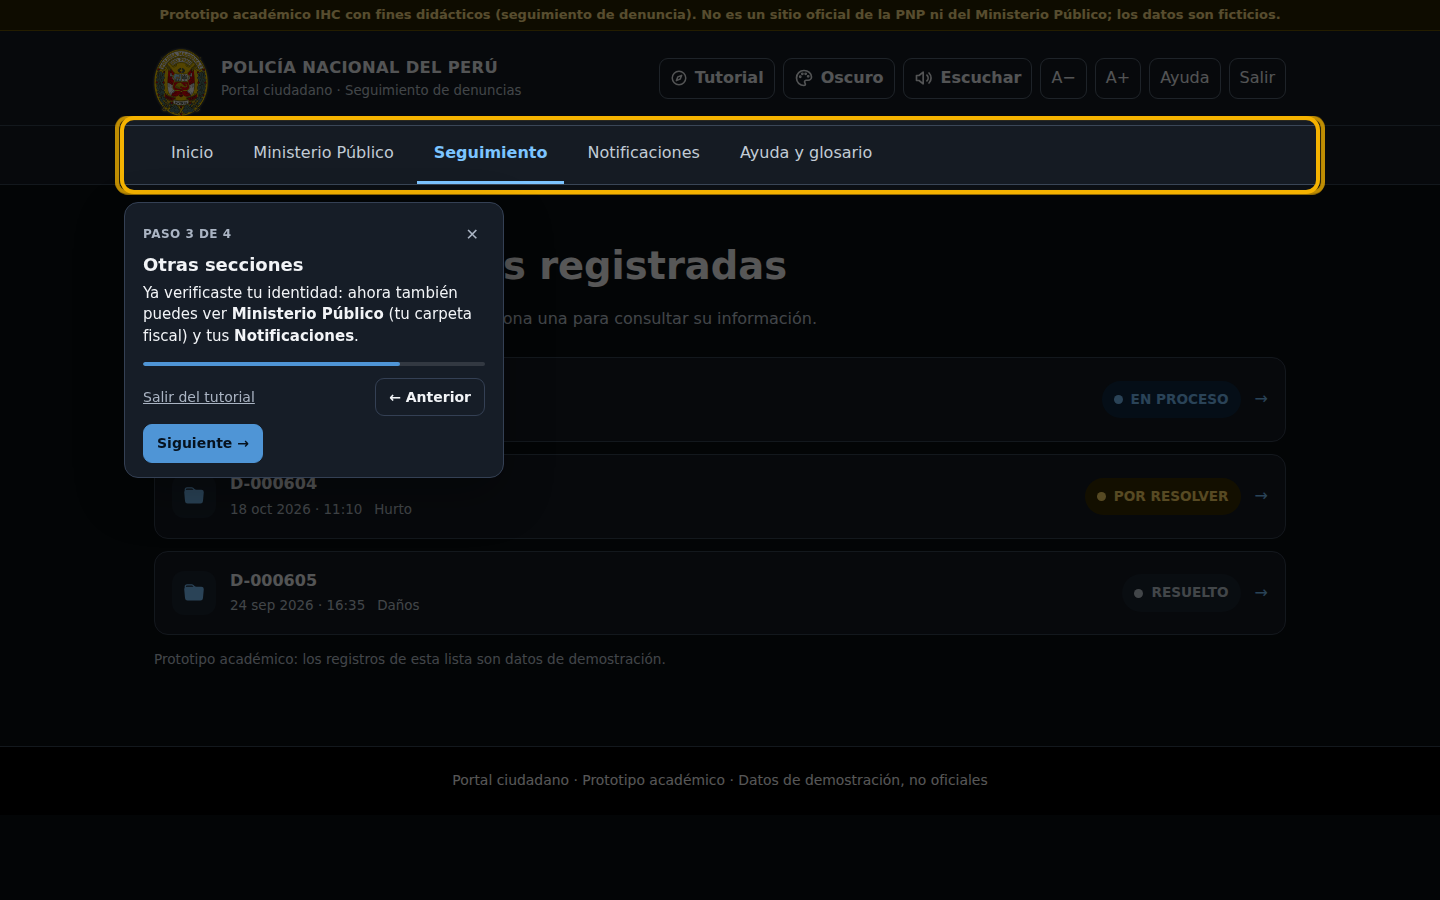 Prototipo académico IHC con fines didácticos (seguimiento de denuncia). No es un sitio oficial de la PNP ni del Ministerio Público; los datos son ficticios.
POLICÍA NACIONAL DEL PERÚ
Portal ciudadano · Seguimiento de denuncias
Tutorial
Oscuro
Escuchar
A−
A+
Ayuda
Salir
Inicio
Ministerio Público
Seguimiento
Notificaciones
Ayuda y glosario
PASO 3 DE 4
×
Otras secciones
Ya verificaste tu identidad: ahora también
puedes ver Ministerio Público (tu carpeta
fiscal) y tus Notificaciones.
Salir del tutorial
← Anterior
Siguiente →
s registradas
ona una para consultar su información.
EN PROCESO →
D-000604
18 oct 2026 · 11:10 Hurto
POR RESOLVER →
D-000605
24 sep 2026 · 16:35 Daños
RESUELTO →
Prototipo académico: los registros de esta lista son datos de demostración.
Portal ciudadano · Prototipo académico · Datos de demostración, no oficiales